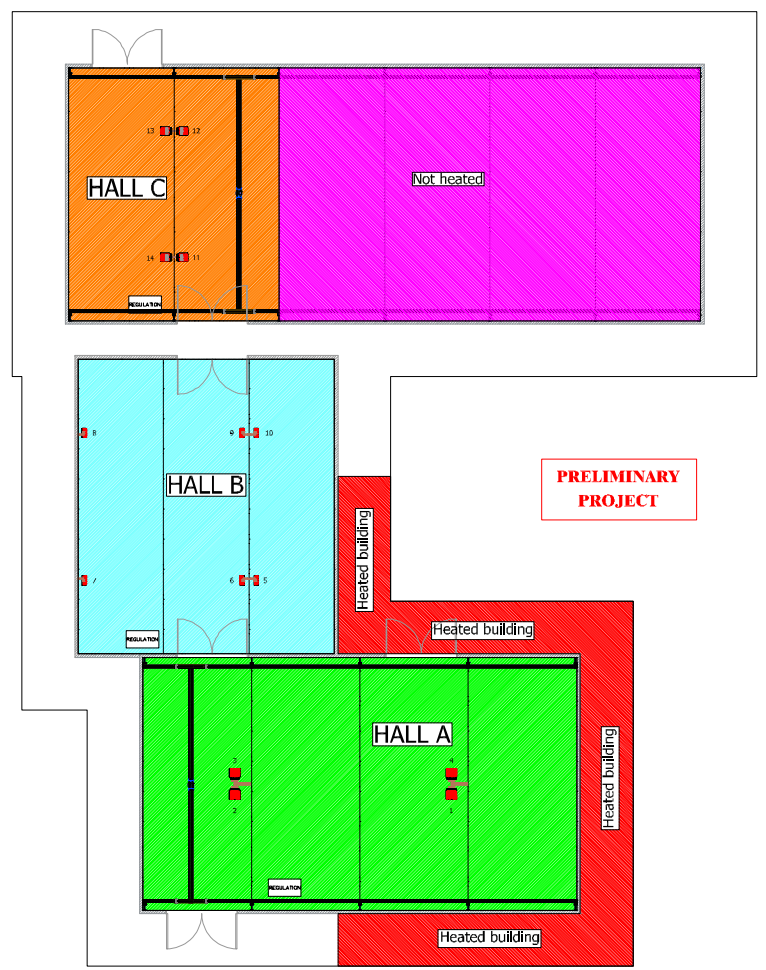 13
12
HALL C
Not heated
14
11
REGULATION
8
9
10
HALL B
PRELIMINARY
PROJECT
Heated building
7
6
5
REGULATION
Heated building
HALL A
3
4
Heated building
2
1
REGULATION
Heated building